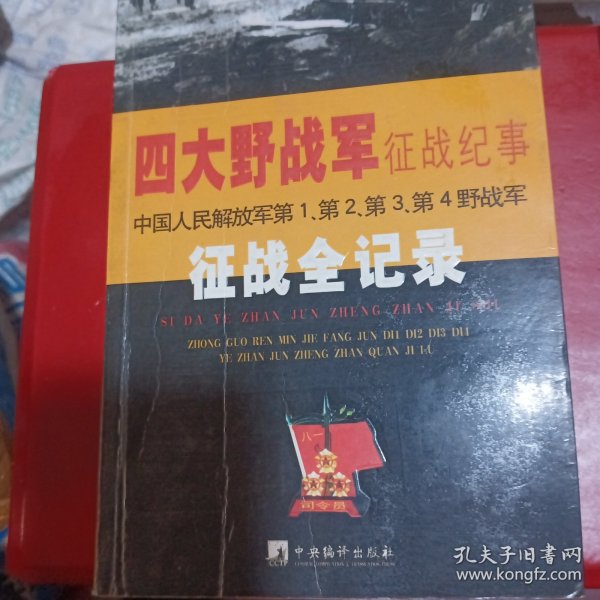 四大野战军 征战纪事
中国人民解放军第1、第2、第3、第4野战军
征战全记录
SI DA YE ZHAN JUN ZHENG ZHAN JI SHI
ZHONG GUO REN MIN JIE FANG JUN DI1 DI2 DI3 DI4
YE ZHAN JUN ZHENG ZHAN QUAN JI LU
八一
司令员
中央编译出版社
CCTP
孔夫子旧书网
www.kongfz.com